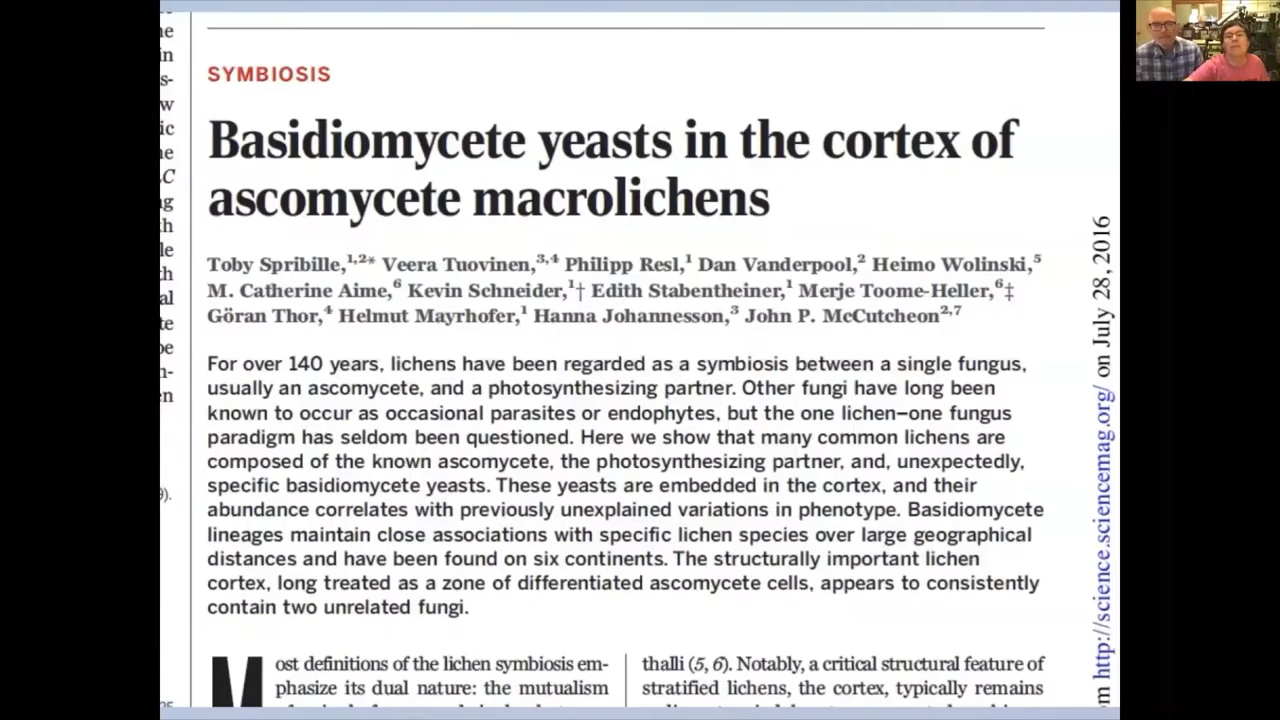 SYMBIOSIS
Basidiomycete yeasts in the cortex of
ascomycete macrolichens
Toby Spribille,¹,²* Veera Tuovinen,³,⁴ Philipp Resl,¹ Dan Vanderpool,² Heimo Wolinski,⁵
M. Catherine Aime,⁶ Kevin Schneider,¹† Edith Stabentheiner,¹ Merje Toome-Heller,⁶‡
Göran Thor,⁴ Helmut Mayrhofer,¹ Hanna Johannesson,³ John P. McCutcheon²,⁷
For over 140 years, lichens have been regarded as a symbiosis between a single fungus,
usually an ascomycete, and a photosynthesizing partner. Other fungi have long been
known to occur as occasional parasites or endophytes, but the one lichen–one fungus
paradigm has seldom been questioned. Here we show that many common lichens are
composed of the known ascomycete, the photosynthesizing partner, and, unexpectedly,
specific basidiomycete yeasts. These yeasts are embedded in the cortex, and their
abundance correlates with previously unexplained variations in phenotype. Basidiomycete
lineages maintain close associations with specific lichen species over large geographical
distances and have been found on six continents. The structurally important lichen
cortex, long treated as a zone of differentiated ascomycete cells, appears to consistently
contain two unrelated fungi.
Most definitions of the lichen symbiosis em-
phasize its dual nature: the mutualism
thalli (5, 6). Notably, a critical structural feature of
stratified lichens, the cortex, typically remains
om http://science.sciencemag.org/ on July 28, 2016